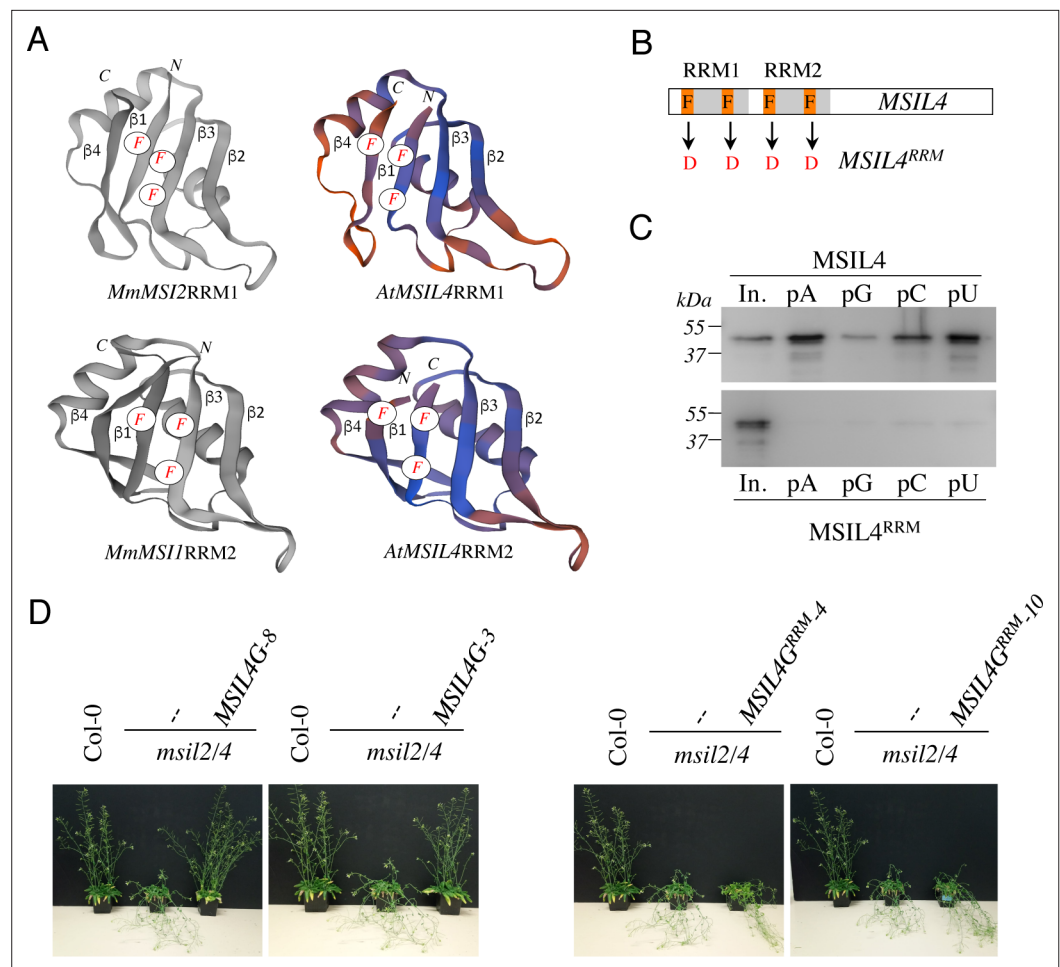 A
C
N
β1
β3
β4
β2
F
F
F
MmMSI2RRM1
C
N
β3
β4
β1
β2
F
F
F
AtMSIL4RRM1
C
N
β3
β4
β1
β2
F
F
F
MmMSI1RRM2
C
N
β3
β4
β1
β2
F
F
F
AtMSIL4RRM2
B
RRM1 RRM2
F F F F MSIL4
D D D D MSIL4RRM
C
MSIL4
kDa In. pA pG pC pU
55
37
55
37
In. pA pG pC pU
MSIL4RRM
D
Col-0 -- MSIL4G-8 Col-0 -- MSIL4G-3 Col-0 -- MSIL4GRRM-4 Col-0 -- MSIL4GRRM-10
msil2/4 msil2/4 msil2/4 msil2/4